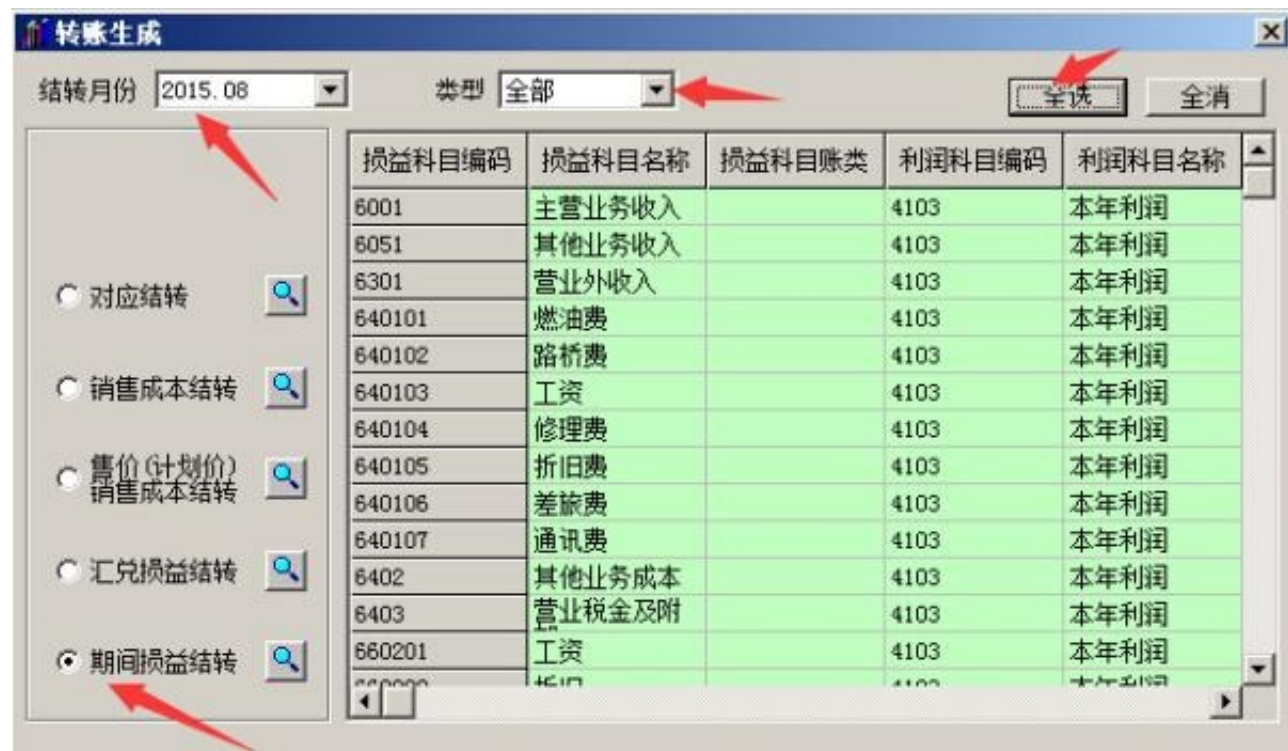 转账生成
结转月份 2015.08 类型 全部 全选 全消
损益科目编码 损益科目名称 损益科目账类 利润科目编码 利润科目名称
6001 主营业务收入 4103 本年利润
6051 其他业务收入 4103 本年利润
6301 营业外收入 4103 本年利润
640101 燃油费 4103 本年利润
640102 路桥费 4103 本年利润
640103 工资 4103 本年利润
640104 修理费 4103 本年利润
640105 折旧费 4103 本年利润
640106 差旅费 4103 本年利润
640107 通讯费 4103 本年利润
6402 其他业务成本 4103 本年利润
6403 营业税金及附 4103 本年利润
660201 工资 4103 本年利润
对应结转
销售成本结转
售价(计划价)
销售成本结转
汇兑损益结转
期间损益结转